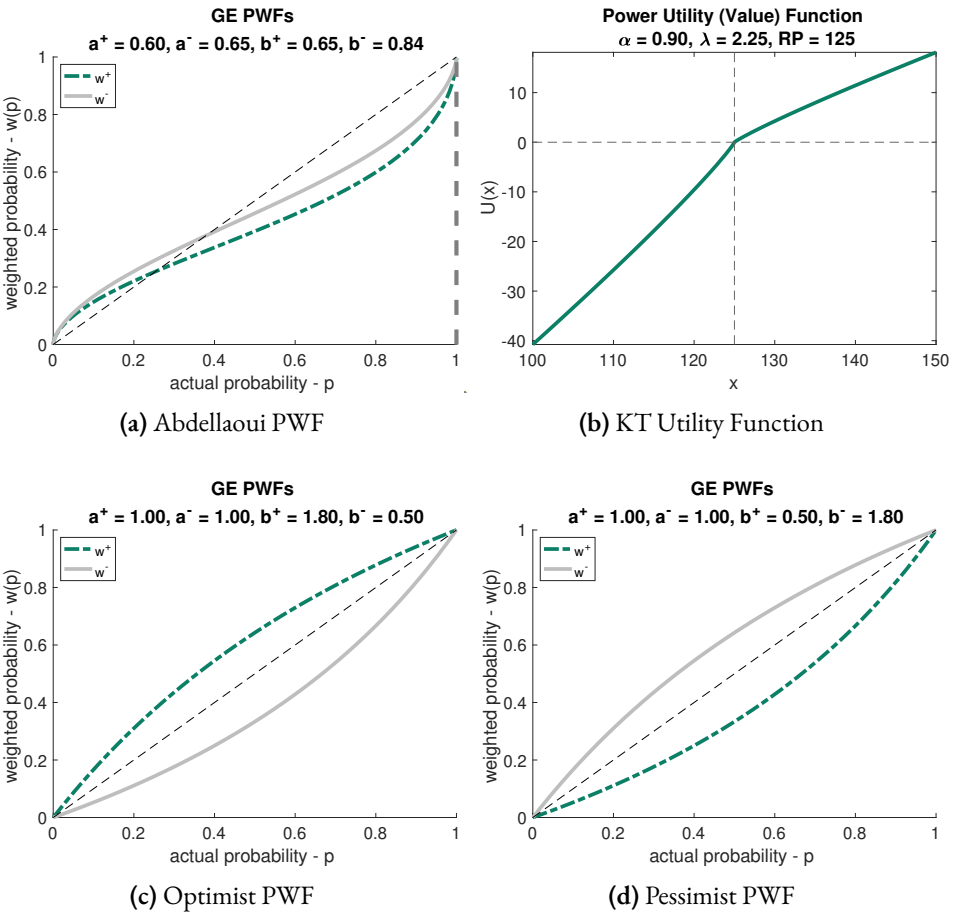 GE PWFs
a⁺ = 0.60, a⁻ = 0.65, b⁺ = 0.65, b⁻ = 0.84
w⁺
w⁻
weighted probability - w(p)
1
0.8
0.6
0.4
0.2
0
0 0.2 0.4 0.6 0.8 1
actual probability - p
(a) Abdellaoui PWF
Power Utility (Value) Function
α = 0.90, λ = 2.25, RP = 125
U(x)
10
0
-10
-20
-30
-40
100 110 120 130 140 150
x
(b) KT Utility Function
GE PWFs
a⁺ = 1.00, a⁻ = 1.00, b⁺ = 1.80, b⁻ = 0.50
w⁺
w⁻
weighted probability - w(p)
1
0.8
0.6
0.4
0.2
0
0 0.2 0.4 0.6 0.8 1
actual probability - p
(c) Optimist PWF
GE PWFs
a⁺ = 1.00, a⁻ = 1.00, b⁺ = 0.50, b⁻ = 1.80
w⁺
w⁻
weighted probability - w(p)
1
0.8
0.6
0.4
0.2
0
0 0.2 0.4 0.6 0.8 1
actual probability - p
(d) Pessimist PWF